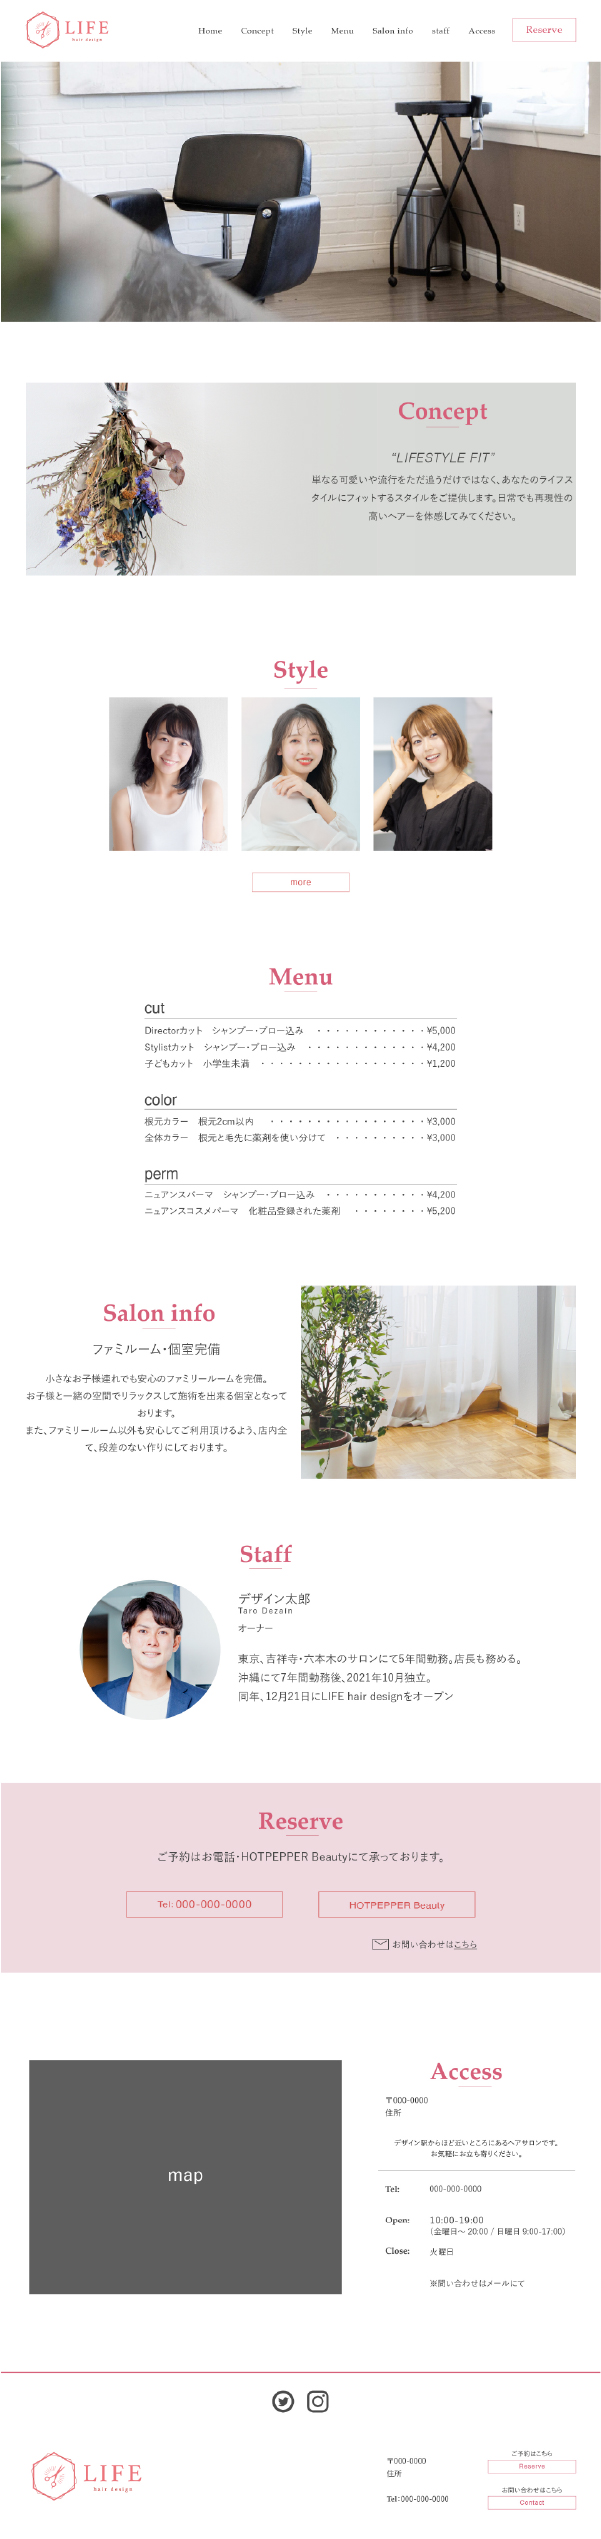 LIFE
hair design
Home Concept Style Menu Salon info staff Access Reserve
Concept
“LIFESTYLE FIT”
単なる可愛いや流行をただ追うだけではなく、あなたのライフス
タイルにフィットするスタイルをご提供します。日常でも再現性の
高いヘアーを体感してみてください。
Style
more
Menu
cut
Directorカット　シャンプー・ブロー込み　・・・・・・・・・・・・¥5,000
Stylistカット　シャンプー・ブロー込み　・・・・・・・・・・・・・¥4,200
子どもカット　小学生未満　・・・・・・・・・・・・・・・・・・¥1,200
color
根元カラー　根元2cm以内　・・・・・・・・・・・・・・・・・¥3,000
全体カラー　根元と毛先に薬剤を使い分けて　・・・・・・・・・・¥3,000
perm
ニュアンスパーマ　シャンプー・ブロー込み　・・・・・・・・・・・¥4,200
ニュアンスコスメパーマ　化粧品登録された薬剤　・・・・・・・・¥5,200
Salon info
ファミルーム・個室完備
小さなお子様連れでも安心のファミリールームを完備。
お子様と一緒の空間でリラックスして施術を出来る個室となって
おります。
また、ファミリールーム以外も安心してご利用頂けるよう、店内全
て、段差のない作りにしております。
Staff
デザイン太郎
Taro Dezain
オーナー
東京、吉祥寺・六本木のサロンにて5年間勤務。店長も務める。
沖縄にて7年間勤務後、2021年10月独立。
同年、12月21日にLIFE hair designをオープン
Reserve
ご予約はお電話・HOTPEPPER Beautyにて承っております。
Tel: 000-000-0000
HOTPEPPER Beauty
お問い合わせはこちら
map
Access
〒000-0000
住所
デザイン駅からほど近いところにあるヘアサロンです。
お気軽にお立ち寄りください。
Tel: 000-000-0000
Open: 10:00-19:00
（金曜日〜 20:00 / 日曜日 9:00-17:00）
Close: 火曜日
※問い合わせはメールにて
LIFE
hair design
〒000-0000
住所
Tel：000-000-0000
ご予約はこちら
Reserve
お問い合わせはこちら
Contact